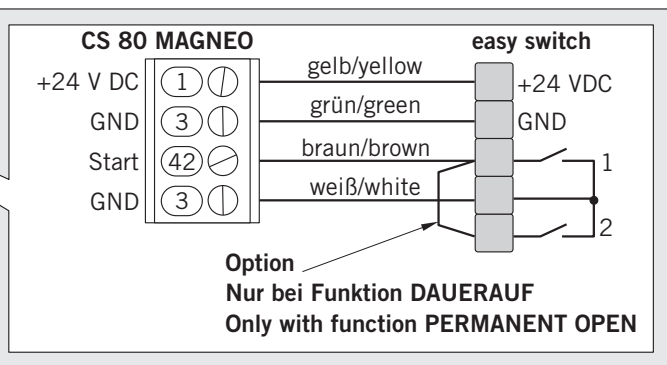 CS 80 MAGNEO easy switch
+24 V DC 1 gelb/yellow +24 VDC
GND 3 grün/green GND
Start 42 braun/brown 1
GND 3 weiß/white
2
Option
Nur bei Funktion DAUERAUF
Only with function PERMANENT OPEN